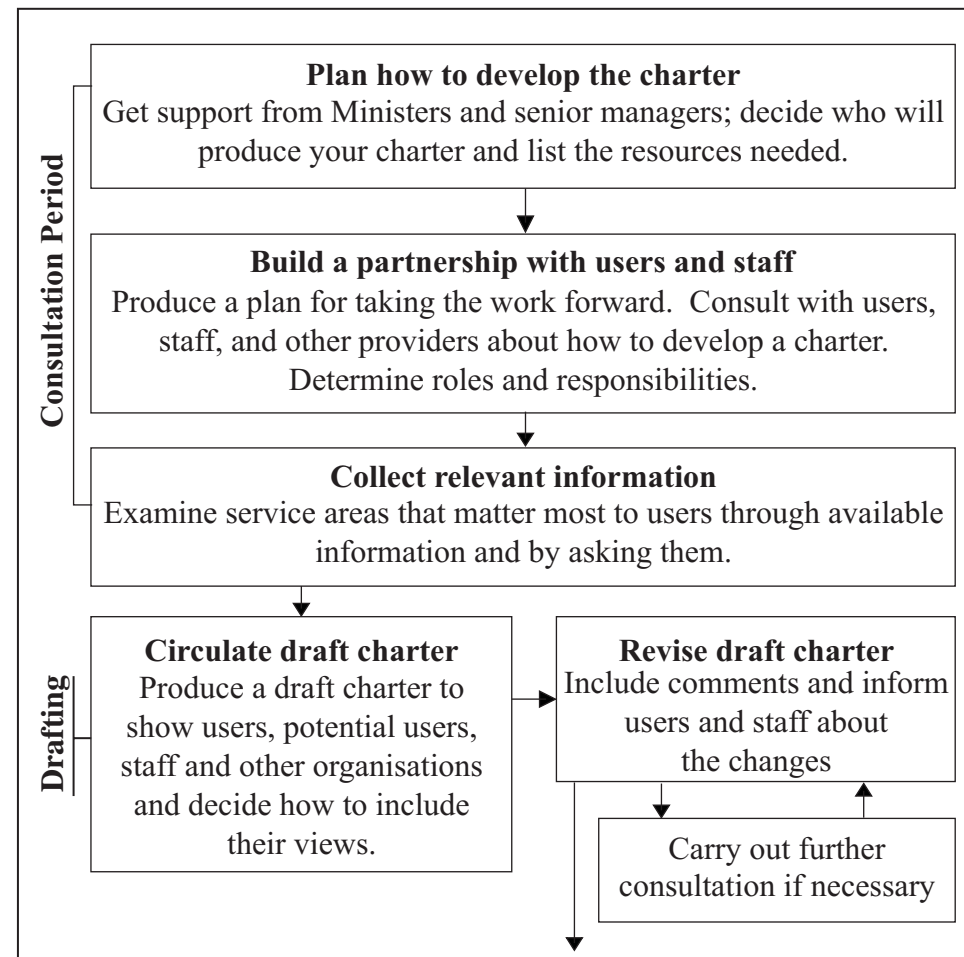 Consultation Period
Plan how to develop the charter
Get support from Ministers and senior managers; decide who will
produce your charter and list the resources needed.
Build a partnership with users and staff
Produce a plan for taking the work forward.  Consult with users,
staff, and other providers about how to develop a charter.
Determine roles and responsibilities.
Collect relevant information
Examine service areas that matter most to users through available
information and by asking them.
Drafting
Circulate draft charter
Produce a draft charter to
show users, potential users,
staff and other organisations
and decide how to include
their views.
Revise draft charter
Include comments and inform
users and staff about
the changes
Carry out further
consultation if necessary